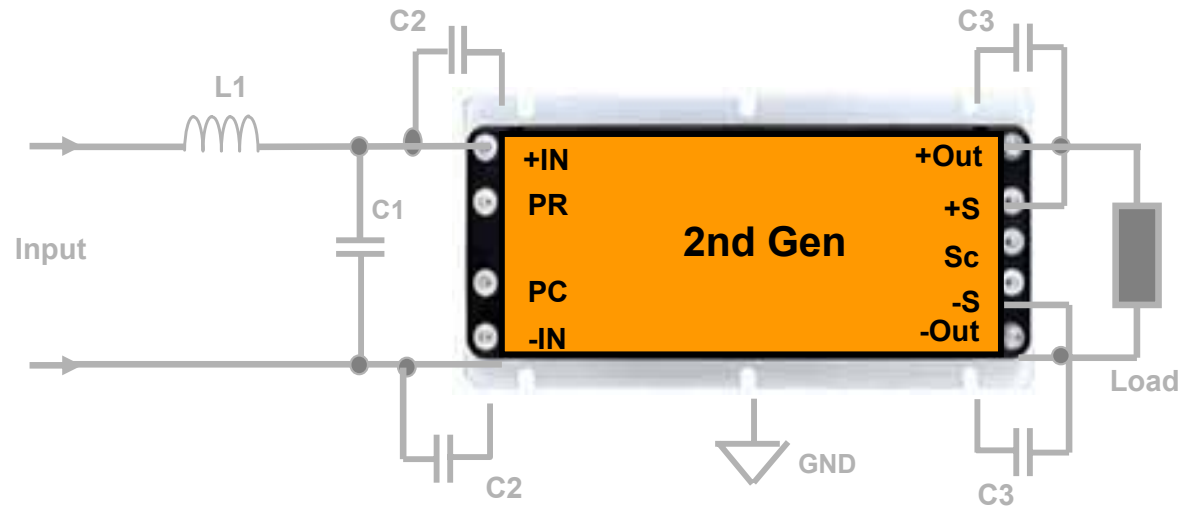 C2
C3
L1
+IN
+Out
PR
+S
C1
2nd Gen
Input
Sc
PC
-S
-IN
-Out
Load
GND
C2
C3